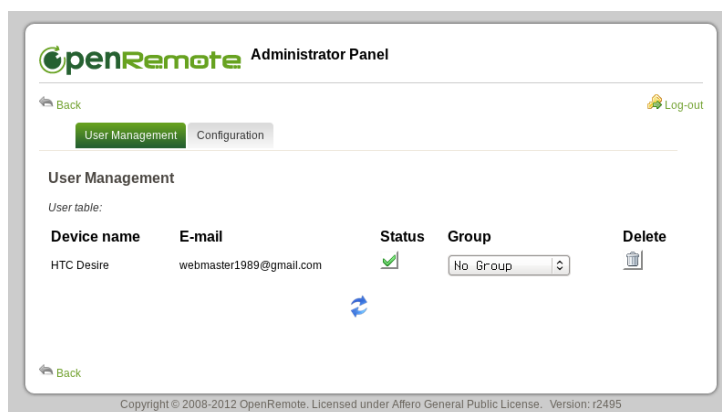 OpenRemote Administrator Panel
Back Log-out
User Management Configuration
User Management
User table:
Device name E-mail Status Group Delete
HTC Desire webmaster1989@gmail.com No Group
Back
Copyright © 2008-2012 OpenRemote. Licensed under Affero General Public License. Version: r2495